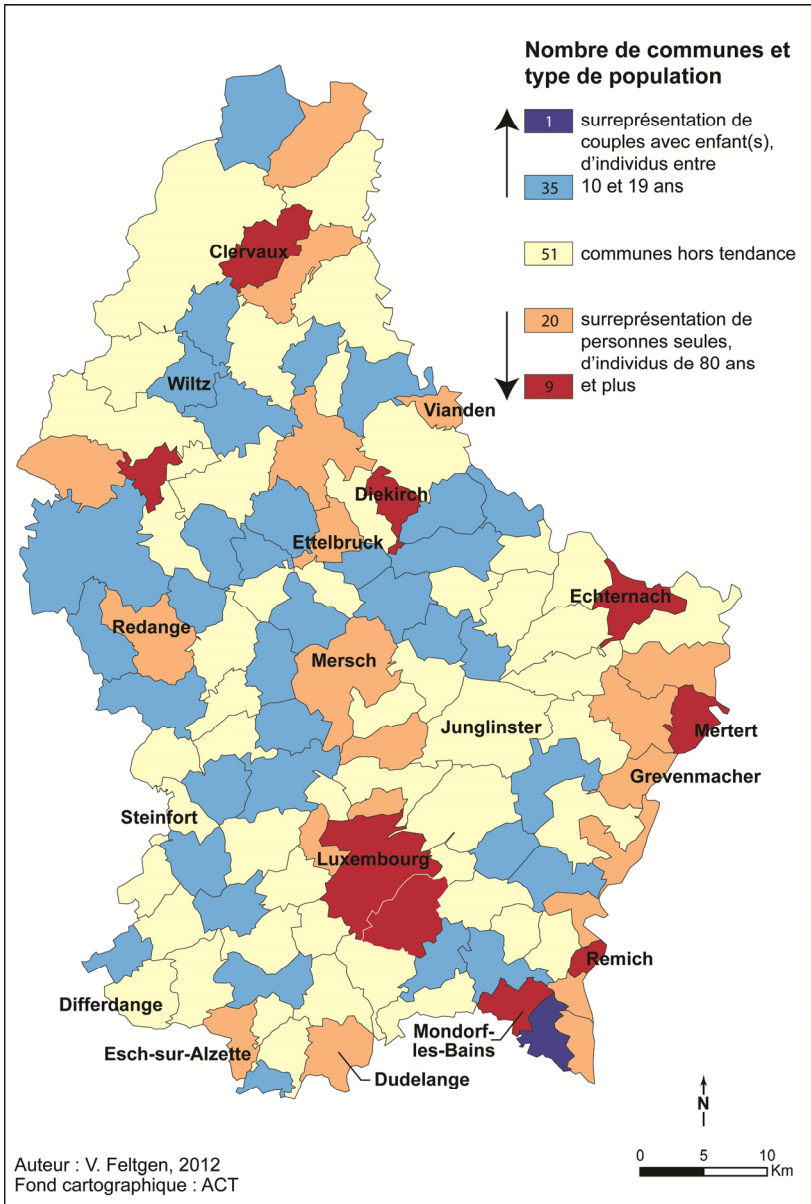 Nombre de communes et
type de population
1 surreprésentation de
couples avec enfant(s),
d'individus entre
35 10 et 19 ans
51 communes hors tendance
20 surreprésentation de
personnes seules,
d'individus de 80 ans
9 et plus
Clervaux
Wiltz
Vianden
Diekirch
Ettelbruck
Echternach
Redange
Mersch
Junglinster
Mertert
Grevenmacher
Steinfort
Luxembourg
Remich
Differdange
Mondorf-
les-Bains
Esch-sur-Alzette
Dudelange
N
0 5 10
Km
Auteur : V. Feltgen, 2012
Fond cartographique : ACT